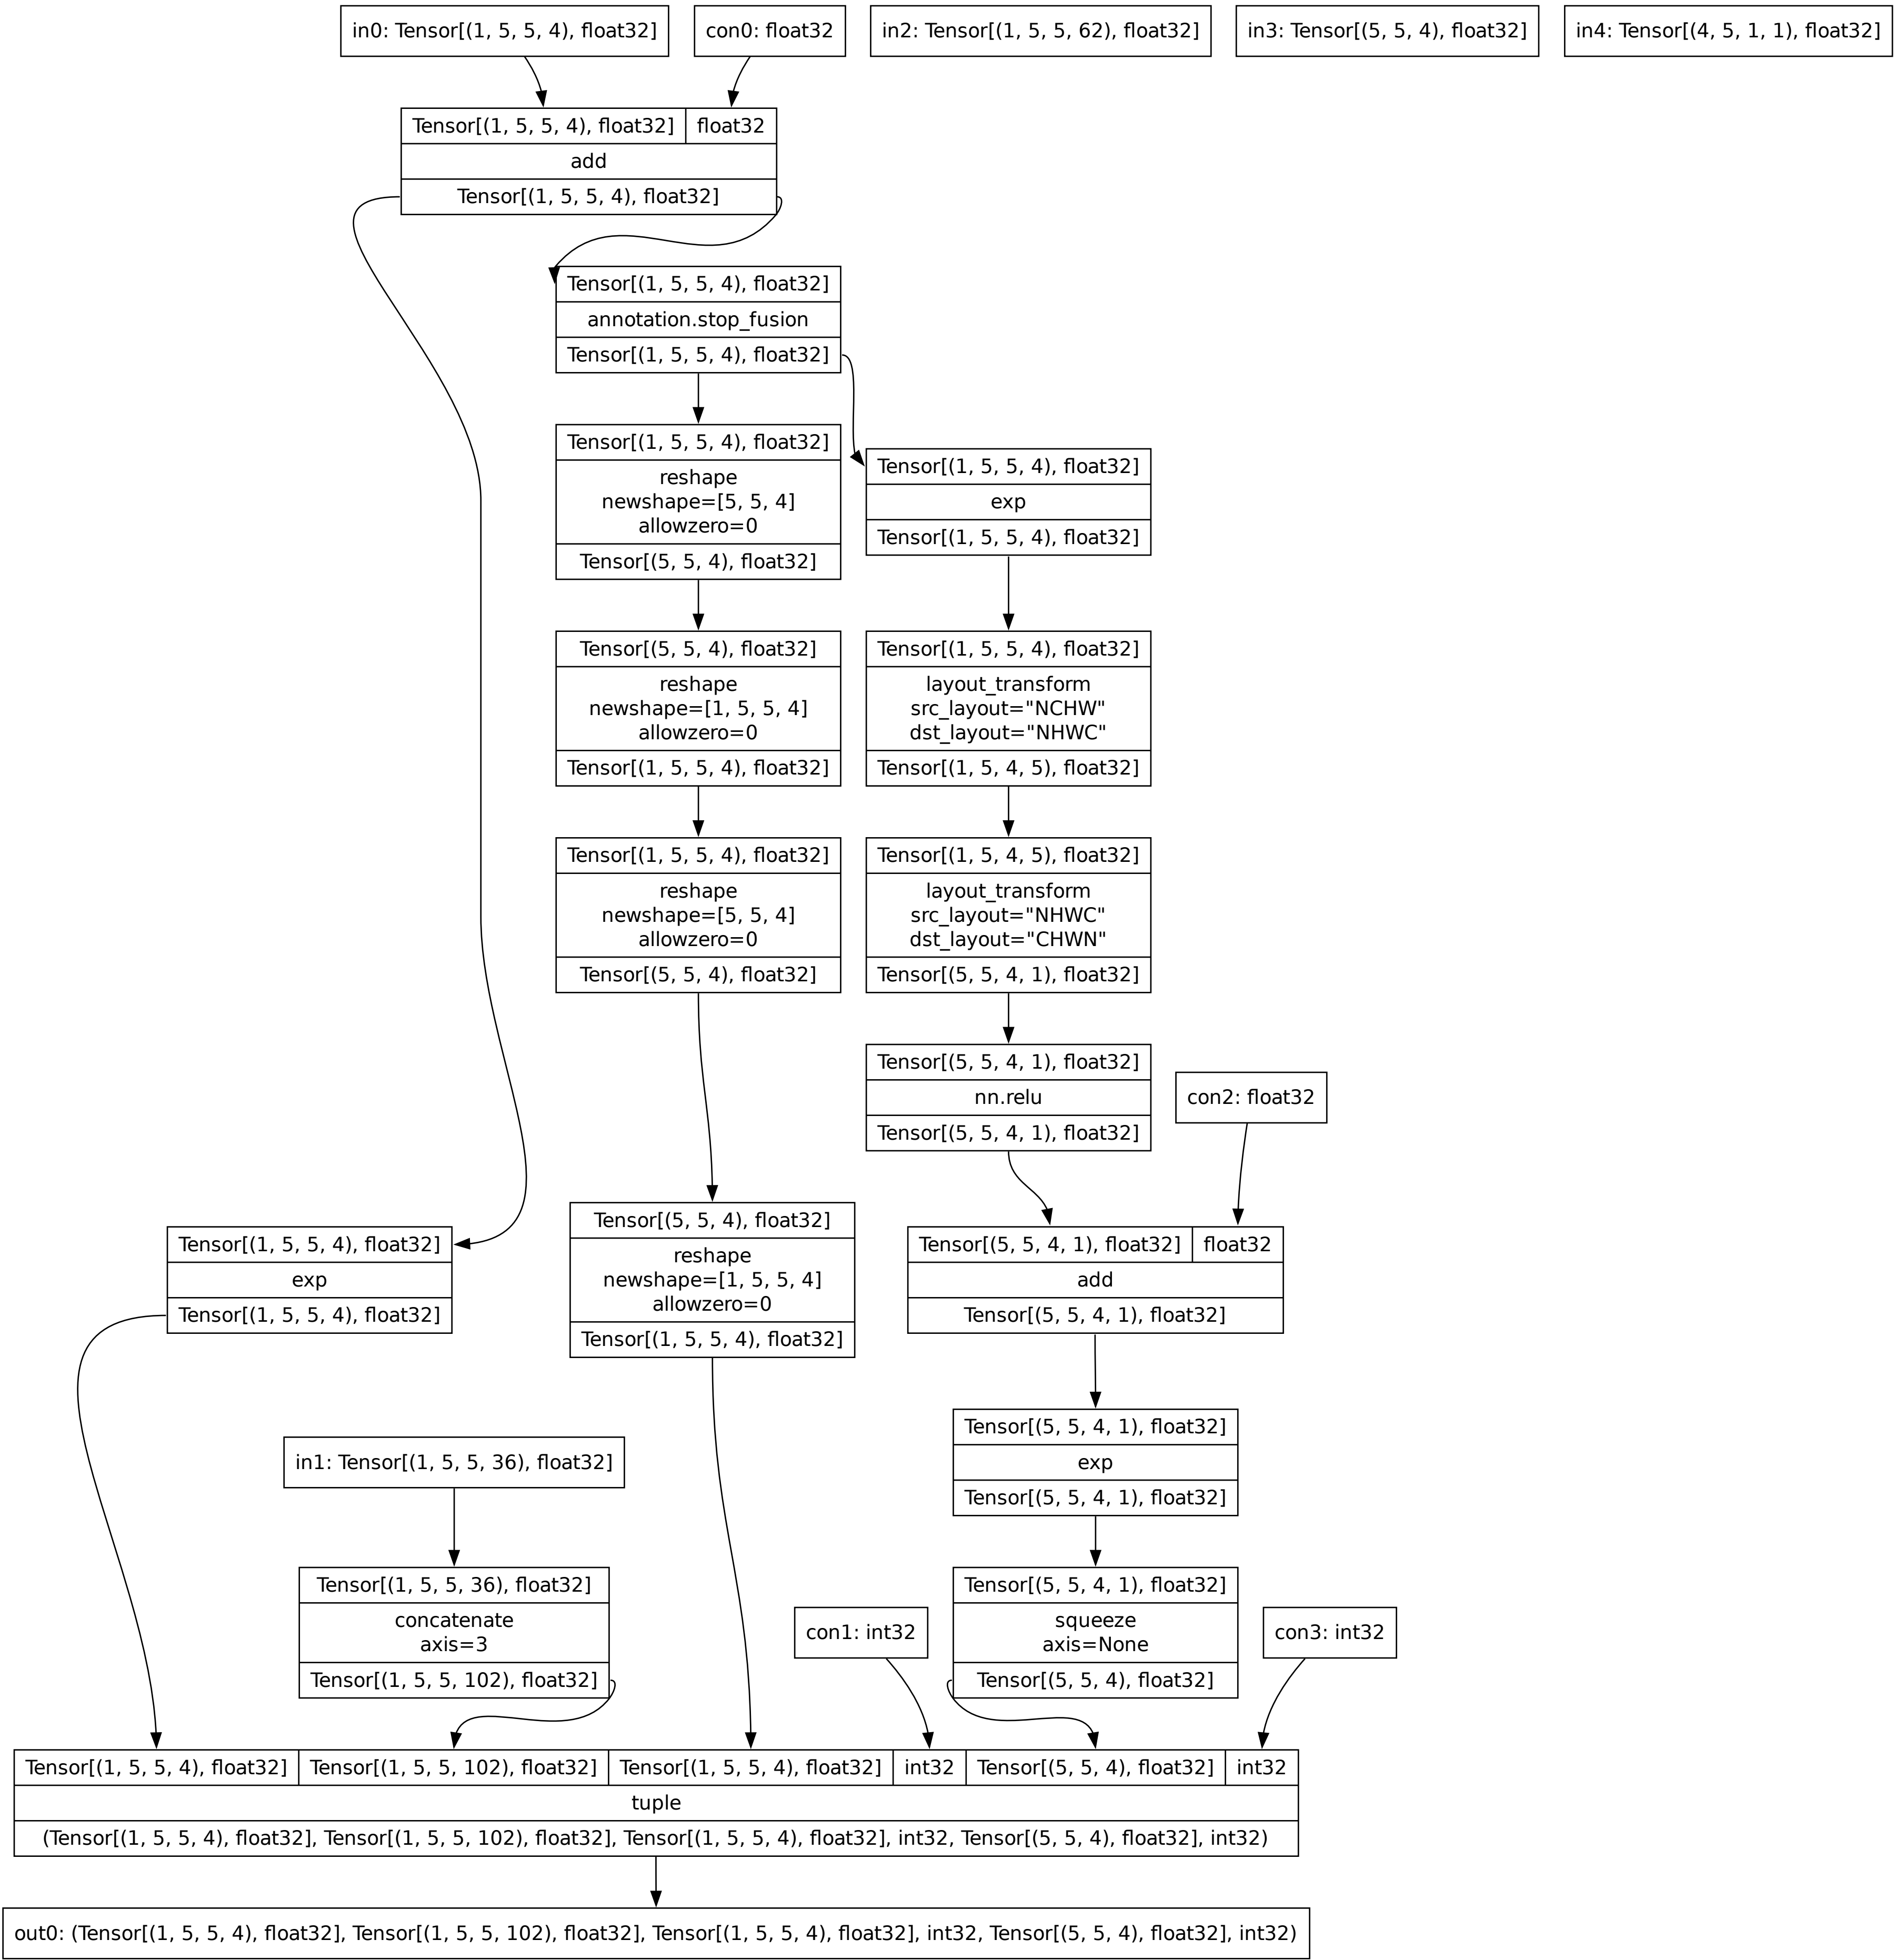 in0: Tensor[(1, 5, 5, 4), float32]
con0: float32
in2: Tensor[(1, 5, 5, 62), float32]
in3: Tensor[(5, 5, 4), float32]
in4: Tensor[(4, 5, 1, 1), float32]
Tensor[(1, 5, 5, 4), float32]
float32
add
Tensor[(1, 5, 5, 4), float32]
Tensor[(1, 5, 5, 4), float32]
annotation.stop_fusion
Tensor[(1, 5, 5, 4), float32]
Tensor[(1, 5, 5, 4), float32]
reshape
newshape=[5, 5, 4]
allowzero=0
Tensor[(5, 5, 4), float32]
Tensor[(1, 5, 5, 4), float32]
exp
Tensor[(1, 5, 5, 4), float32]
Tensor[(5, 5, 4), float32]
reshape
newshape=[1, 5, 5, 4]
allowzero=0
Tensor[(1, 5, 5, 4), float32]
Tensor[(1, 5, 5, 4), float32]
layout_transform
src_layout="NCHW"
dst_layout="NHWC"
Tensor[(1, 5, 4, 5), float32]
Tensor[(1, 5, 5, 4), float32]
reshape
newshape=[5, 5, 4]
allowzero=0
Tensor[(5, 5, 4), float32]
Tensor[(1, 5, 4, 5), float32]
layout_transform
src_layout="NHWC"
dst_layout="CHWN"
Tensor[(5, 5, 4, 1), float32]
Tensor[(5, 5, 4, 1), float32]
nn.relu
Tensor[(5, 5, 4, 1), float32]
con2: float32
Tensor[(1, 5, 5, 4), float32]
exp
Tensor[(1, 5, 5, 4), float32]
Tensor[(5, 5, 4), float32]
reshape
newshape=[1, 5, 5, 4]
allowzero=0
Tensor[(1, 5, 5, 4), float32]
Tensor[(5, 5, 4, 1), float32]
float32
add
Tensor[(5, 5, 4, 1), float32]
Tensor[(5, 5, 4, 1), float32]
exp
Tensor[(5, 5, 4, 1), float32]
in1: Tensor[(1, 5, 5, 36), float32]
Tensor[(1, 5, 5, 36), float32]
concatenate
axis=3
Tensor[(1, 5, 5, 102), float32]
con1: int32
Tensor[(5, 5, 4, 1), float32]
squeeze
axis=None
Tensor[(5, 5, 4), float32]
con3: int32
Tensor[(1, 5, 5, 4), float32]
Tensor[(1, 5, 5, 102), float32]
Tensor[(1, 5, 5, 4), float32]
int32
Tensor[(5, 5, 4), float32]
int32
tuple
(Tensor[(1, 5, 5, 4), float32], Tensor[(1, 5, 5, 102), float32], Tensor[(1, 5, 5, 4), float32], int32, Tensor[(5, 5, 4), float32], int32)
out0: (Tensor[(1, 5, 5, 4), float32], Tensor[(1, 5, 5, 102), float32], Tensor[(1, 5, 5, 4), float32], int32, Tensor[(5, 5, 4), float32], int32)